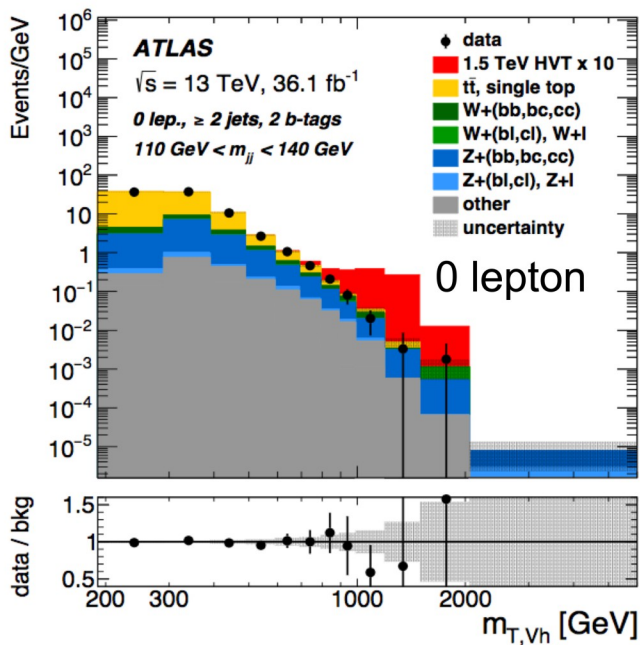 Events/GeV
10⁶
10⁵
10⁴
10³
10²
10
1
10⁻¹
10⁻²
10⁻³
10⁻⁴
10⁻⁵
ATLAS
√s = 13 TeV, 36.1 fb⁻¹
0 lep., ≥ 2 jets, 2 b-tags
110 GeV < m_jj < 140 GeV
data
1.5 TeV HVT x 10
tt̄, single top
W+(bb,bc,cc)
W+(bl,cl), W+l
Z+(bb,bc,cc)
Z+(bl,cl), Z+l
other
uncertainty
0 lepton
data / bkg
1.5
1
0.5
200 300 1000 2000
m_T,Vh [GeV]